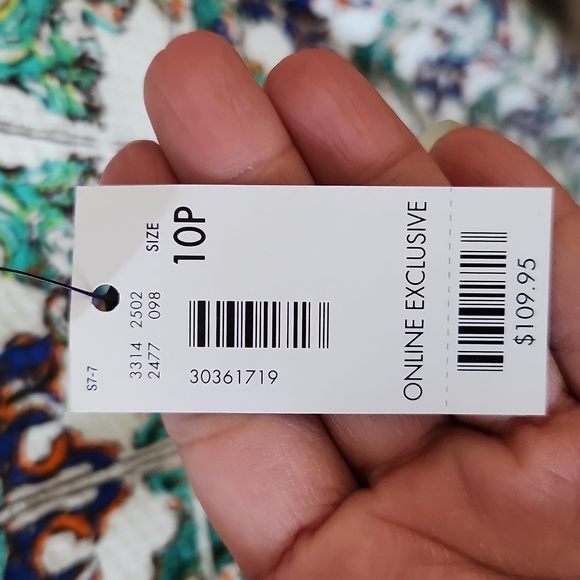 S7-7
3314 2502
2477 098
SIZE
10P
30361719
ONLINE EXCLUSIVE
$109.95